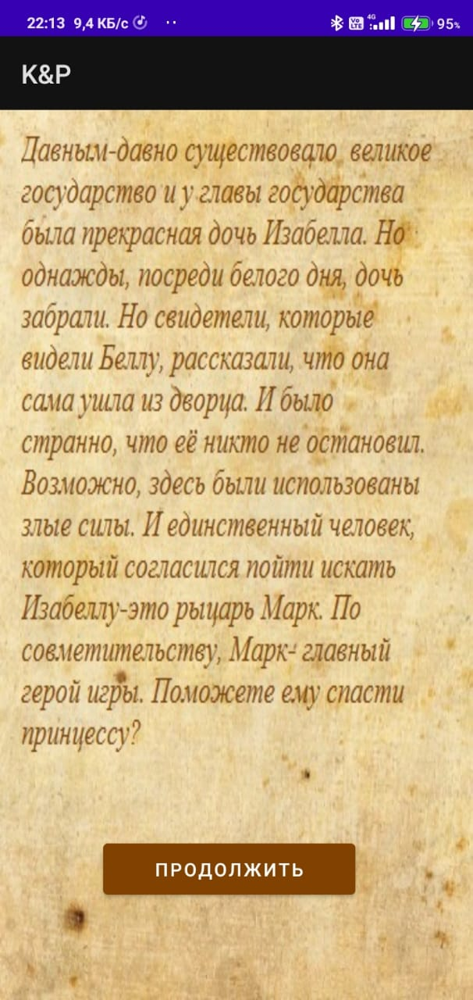 22:13 9,4 КБ/с
Vo LTE 4G 95%
K&P
Давным-давно существовало великое
государство и у главы государства
была прекрасная дочь Изабелла. Но
однажды, посреди белого дня, дочь
забрали. Но свидетели, которые
видели Беллу, рассказали, что она
сама ушла из дворца. И было
странно, что её никто не остановил.
Возможно, здесь были использованы
злые силы. И единственный человек,
который согласился пойти искать
Изабеллу-это рыцарь Марк. По
совметительству, Марк- главный
герой игры. Поможете ему спасти
принцессу?
ПРОДОЛЖИТЬ